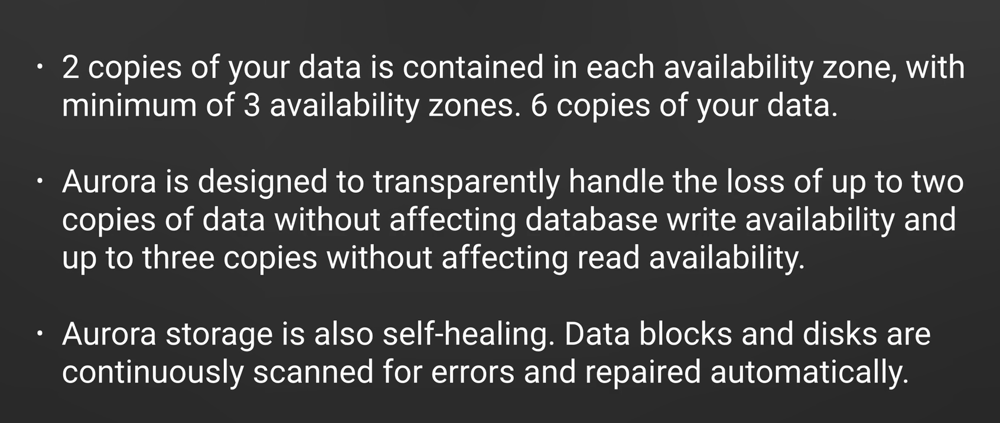 • 2 copies of your data is contained in each availability zone, with
minimum of 3 availability zones. 6 copies of your data.
• Aurora is designed to transparently handle the loss of up to two
copies of data without affecting database write availability and
up to three copies without affecting read availability.
• Aurora storage is also self-healing. Data blocks and disks are
continuously scanned for errors and repaired automatically.